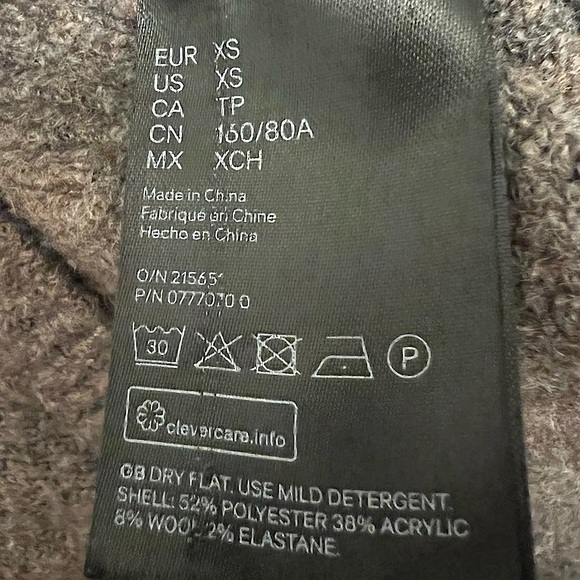 EUR XS
US XS
CA TP
CN 160/80A
MX XCH
Made in China
Fabriqué en Chine
Hecho en China
O/N 21565
P/N 0777070 0
30
P
clevercare.info
GB DRY FLAT. USE MILD DETERGENT.
SHELL: 52% POLYESTER 38% ACRYLIC
8% WOOL 2% ELASTANE.